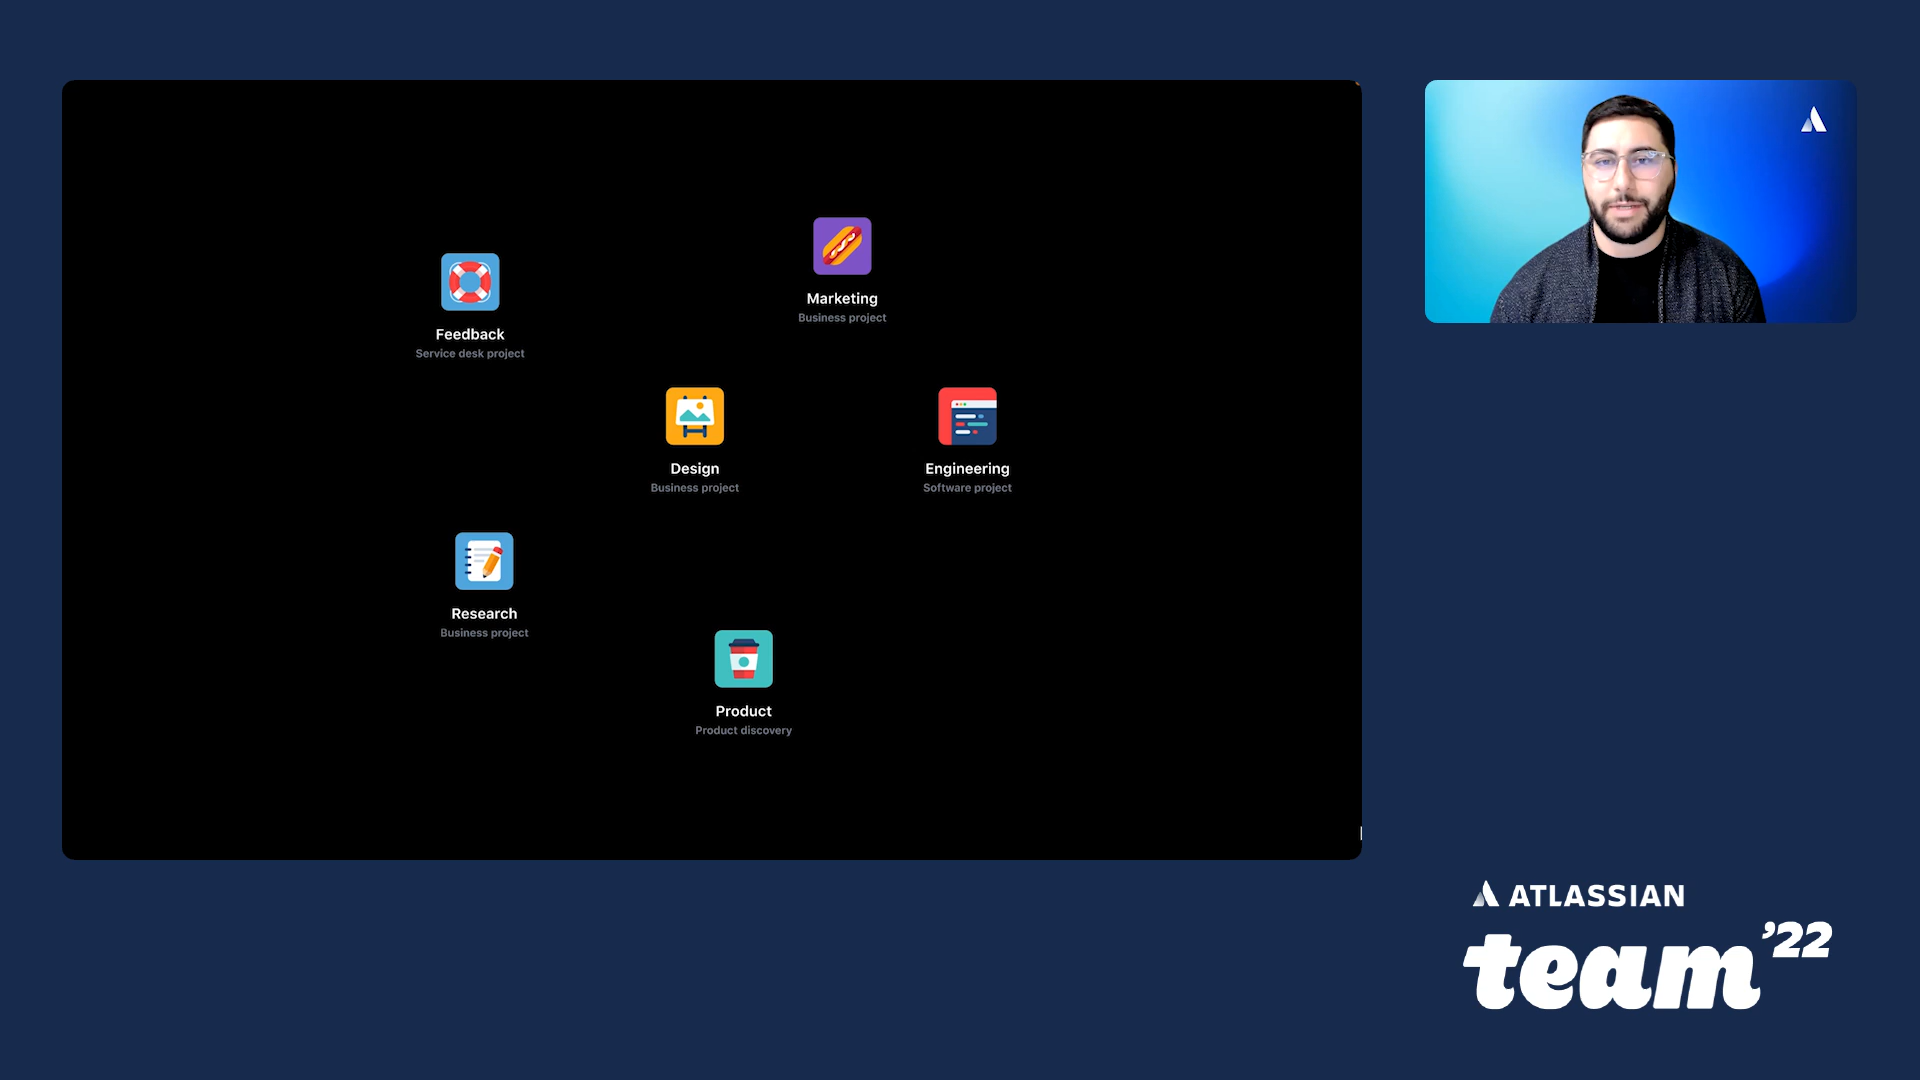 Marketing
Business project
Feedback
Service desk project
Design
Business project
Engineering
Software project
Research
Business project
Product
Product discovery
ATLASSIAN
team '22